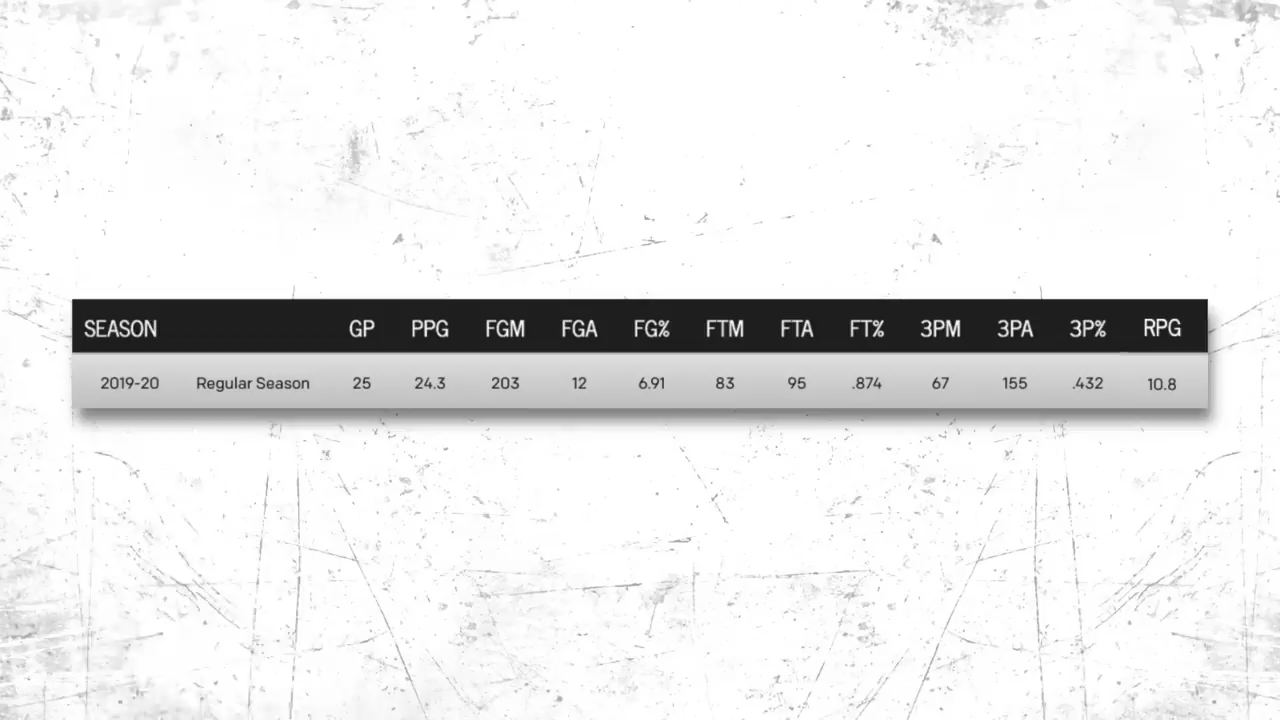 SEASON GP PPG FGM FGA FG% FTM FTA FT% 3PM 3PA 3P% RPG
2019-20 Regular Season 25 24.3 203 12 6.91 83 95 .874 67 155 .432 10.8